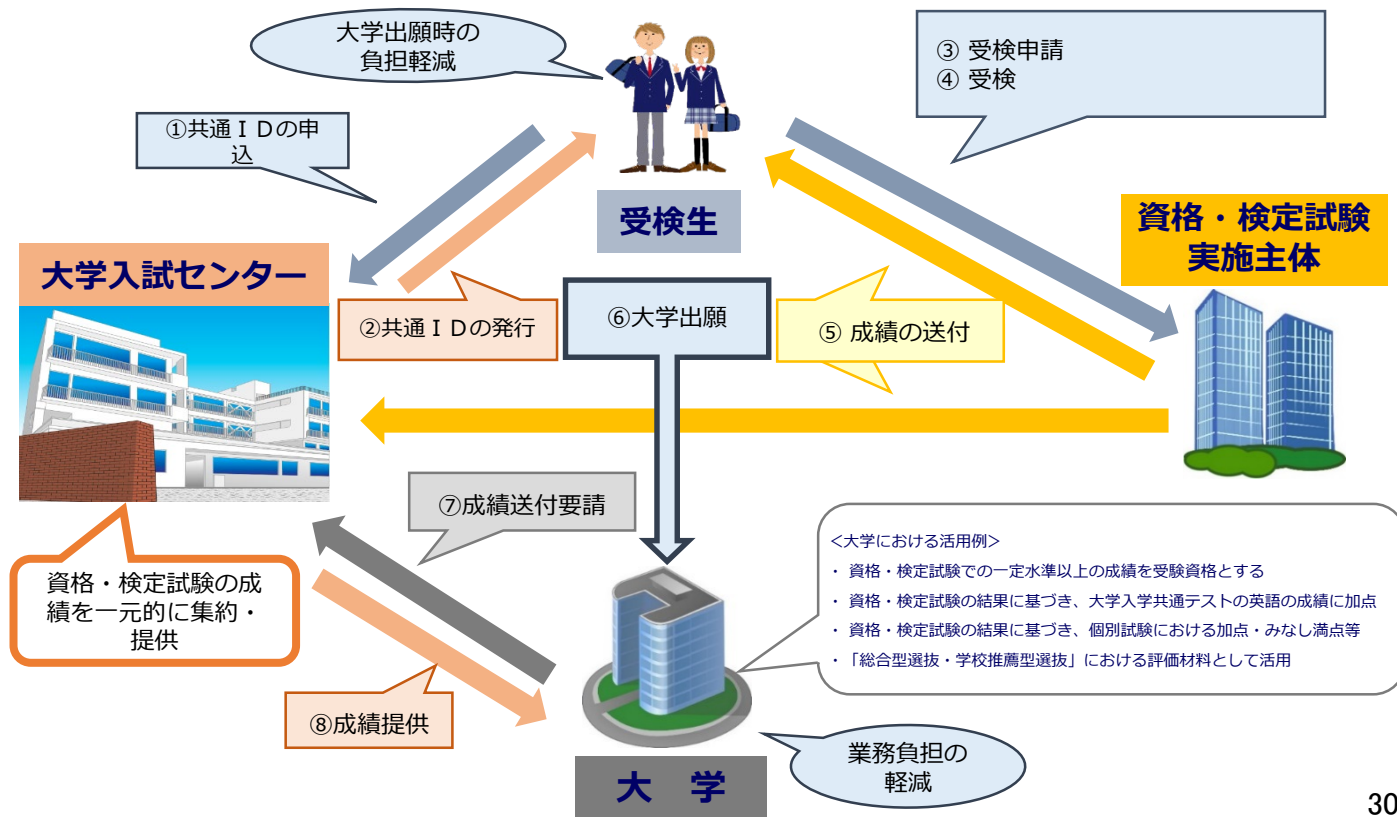 大学出願時の
負担軽減
③ 受検申請
④ 受検
①共通ＩＤの申
込
受検生
資格・検定試験
実施主体
大学入試センター
②共通ＩＤの発行
⑥大学出願
⑤ 成績の送付
⑦成績送付要請
資格・検定試験の成
績を一元的に集約・
提供
＜大学における活用例＞
・ 資格・検定試験での一定水準以上の成績を受験資格とする
・ 資格・検定試験の結果に基づき、大学入学共通テストの英語の成績に加点
・ 資格・検定試験の結果に基づき、個別試験における加点・みなし満点等
・ 「総合型選抜・学校推薦型選抜」における評価材料として活用
⑧成績提供
業務負担の
軽減
大　学
30